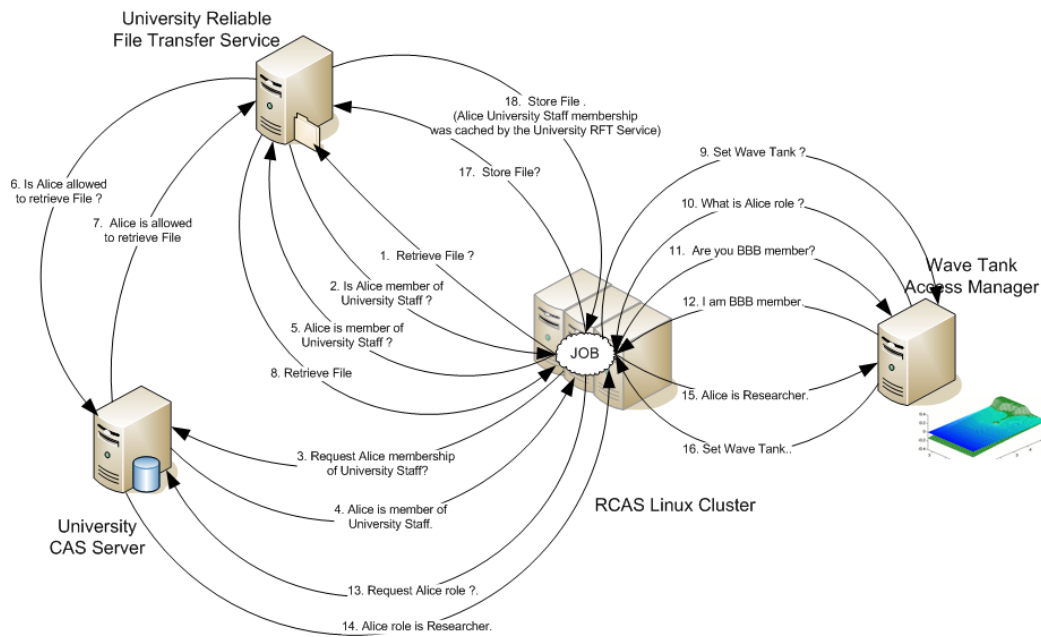 University Reliable
File Transfer Service
18.  Store File .
(Alice University Staff membership
was cached by the University RFT Service)
17.  Store File?
9. Set Wave Tank ?
6. Is Alice allowed
to retrieve File ?
7.  Alice is allowed
to retrieve File
10. What is Alice role ?
1.  Retrieve File ?
11.  Are you BBB member?
Wave Tank
Access Manager
2. Is Alice member of
University Staff ?
12. I am BBB member.
5. Alice is member of
University Staff ?
JOB
8. Retrieve File
15. Alice is Researcher.
16. Set Wave Tank..
3. Request Alice membership
of University Staff?
4. Alice is member of
University Staff.
RCAS Linux Cluster
University
CAS Server
13. Request Alice role ?.
14. Alice role is Researcher.